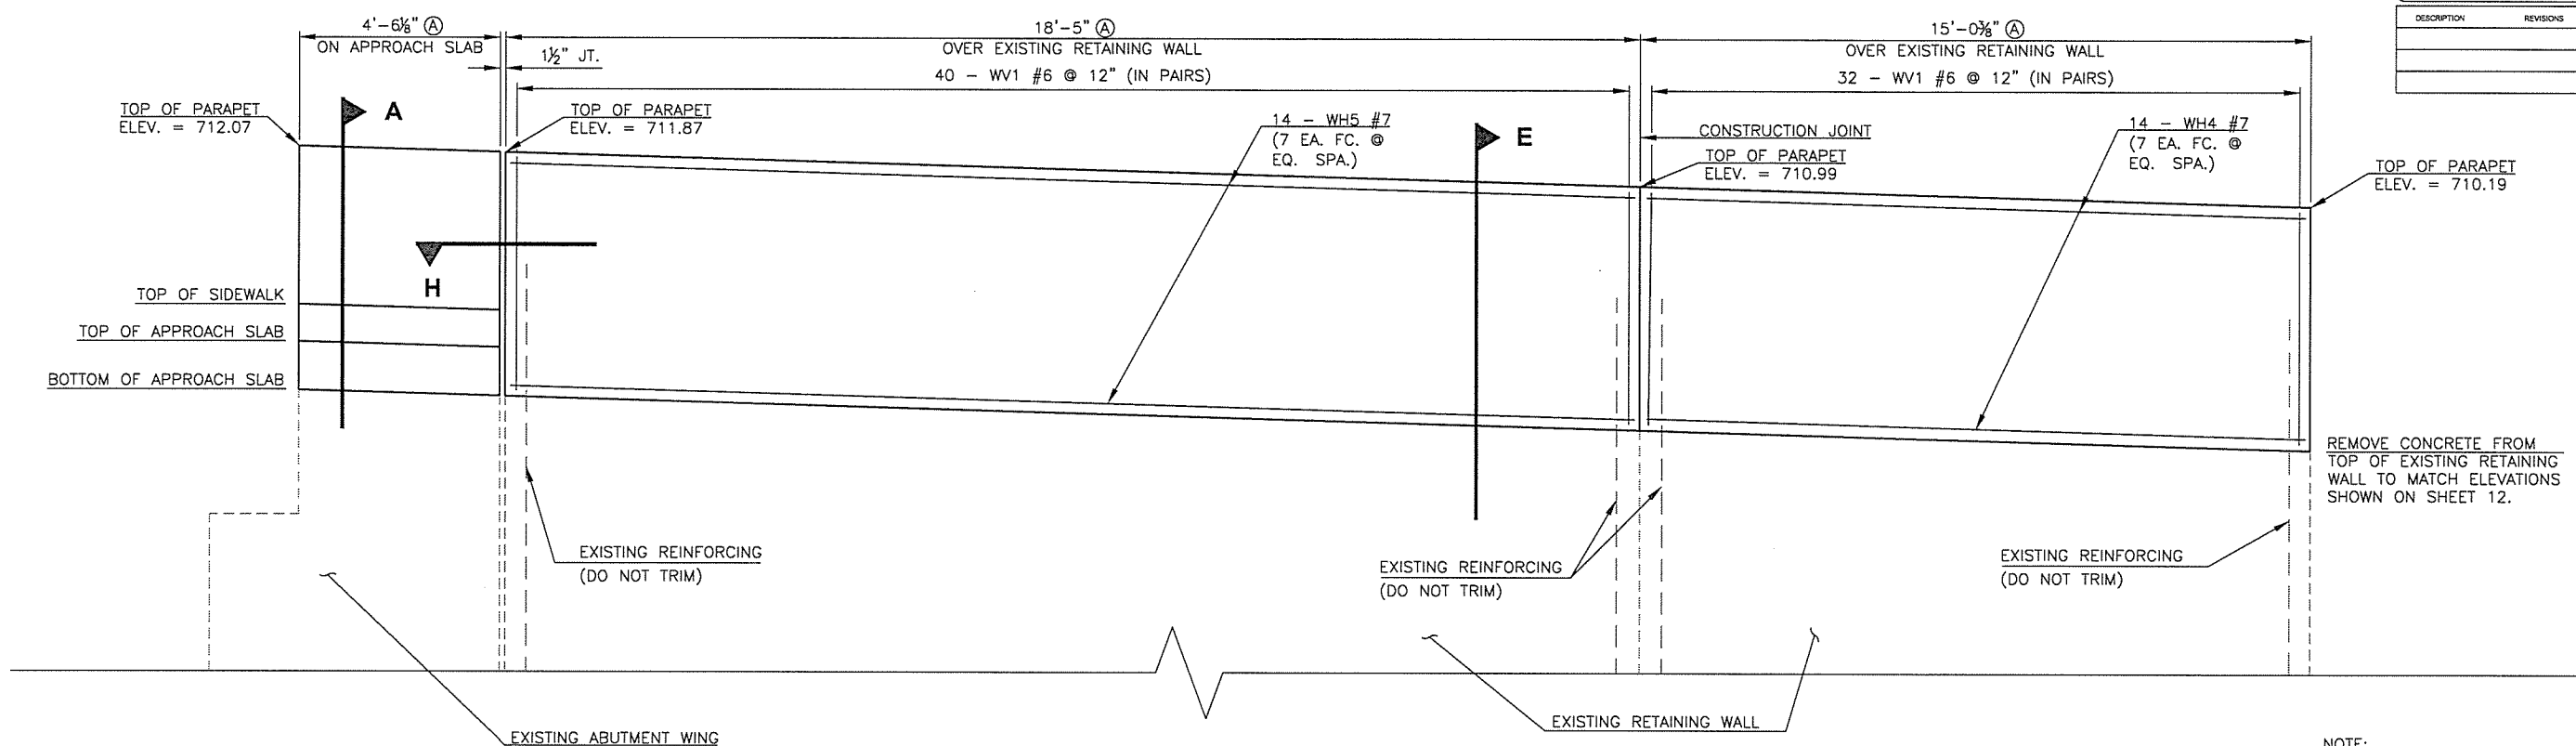 DESCRIPTION REVISIONS
4'-6⅛" Ⓐ
ON APPROACH SLAB
1½" JT.
18'-5" Ⓐ
OVER EXISTING RETAINING WALL
40 - WV1 #6 @ 12" (IN PAIRS)
15'-0⅜" Ⓐ
OVER EXISTING RETAINING WALL
32 - WV1 #6 @ 12" (IN PAIRS)
TOP OF PARAPET
ELEV. = 712.07
A
TOP OF PARAPET
ELEV. = 711.87
14 - WH5 #7
(7 EA. FC. @
EQ. SPA.)
E
CONSTRUCTION JOINT
TOP OF PARAPET
ELEV. = 710.99
14 - WH4 #7
(7 EA. FC. @
EQ. SPA.)
TOP OF PARAPET
ELEV. = 710.19
H
TOP OF SIDEWALK
TOP OF APPROACH SLAB
BOTTOM OF APPROACH SLAB
REMOVE CONCRETE FROM
TOP OF EXISTING RETAINING
WALL TO MATCH ELEVATIONS
SHOWN ON SHEET 12.
EXISTING REINFORCING
(DO NOT TRIM)
EXISTING REINFORCING
(DO NOT TRIM)
EXISTING REINFORCING
(DO NOT TRIM)
EXISTING ABUTMENT WING
EXISTING RETAINING WALL
NOTE: